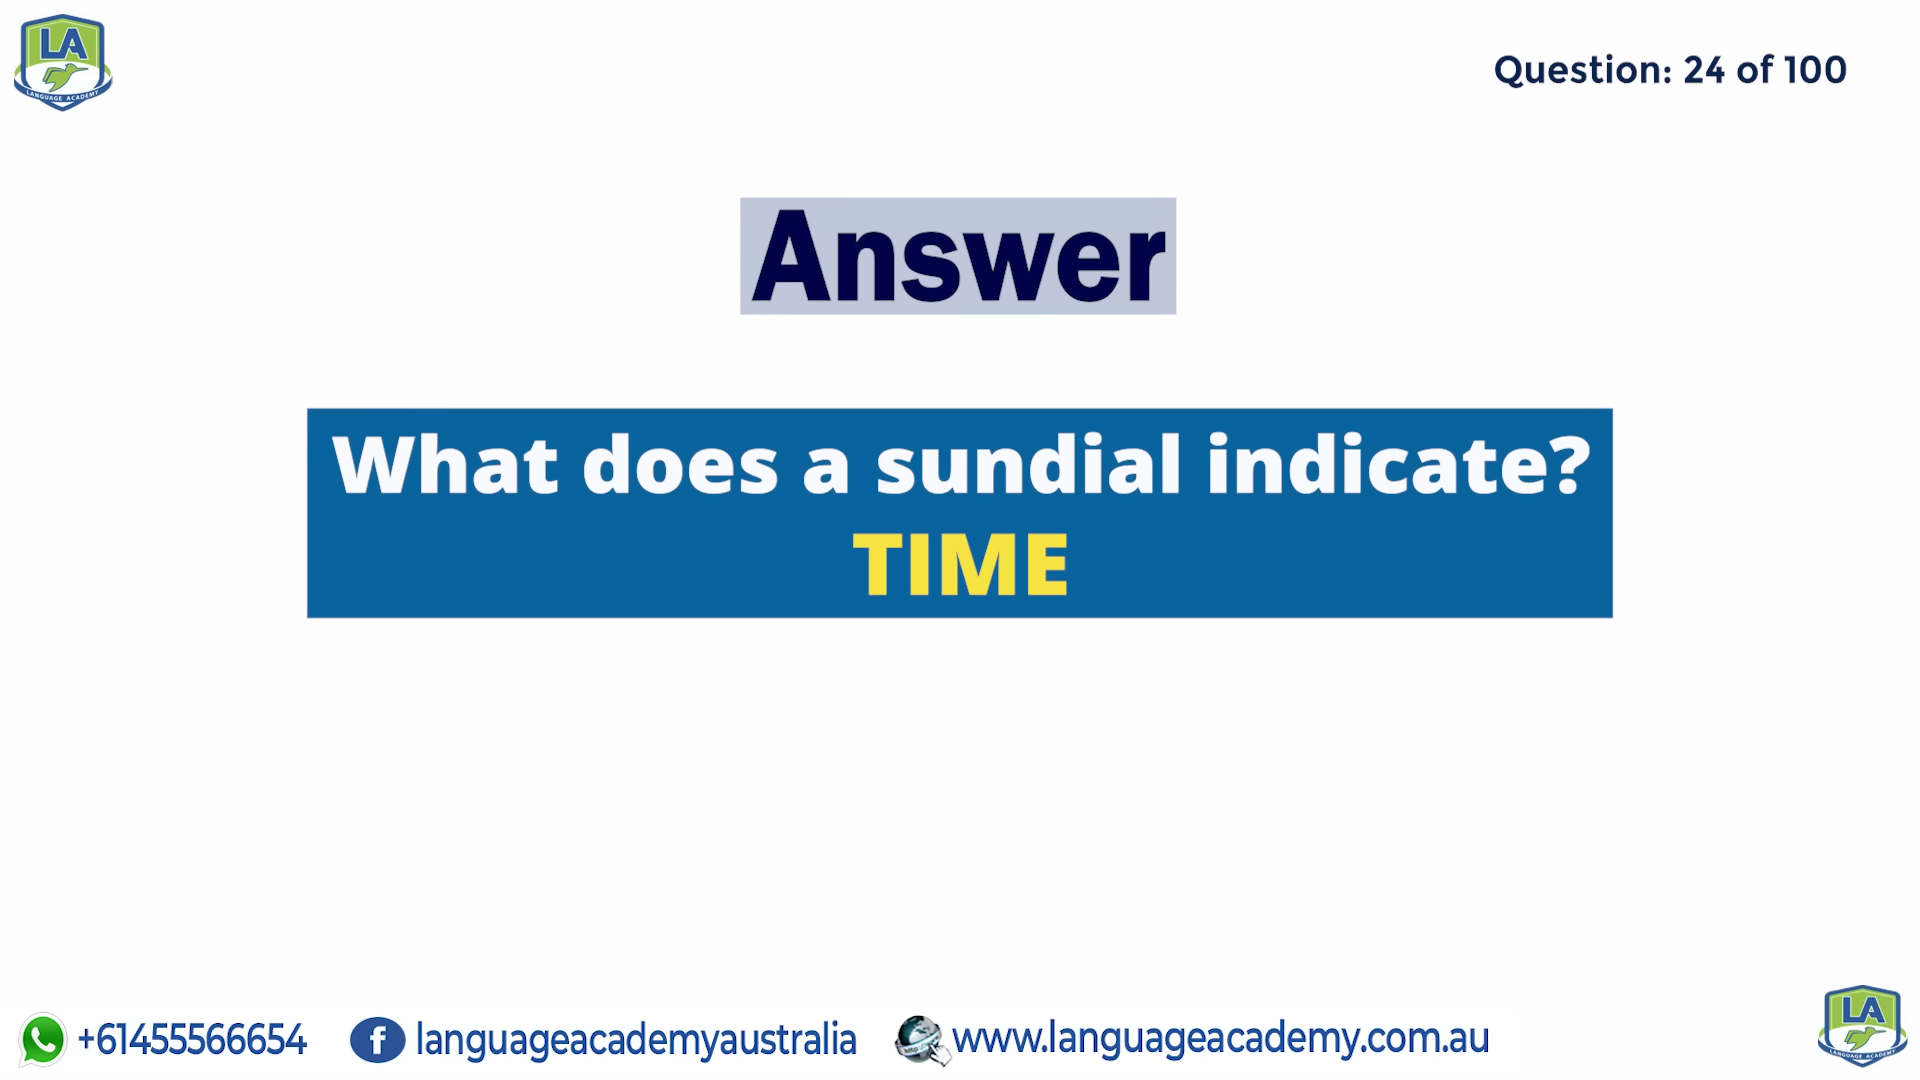 LA
LANGUAGE ACADEMY
Question: 24 of 100
Answer
What does a sundial indicate?
TIME
+61455566654
f languageacademyaustralia
http
www.languageacademy.com.au
LA
LANGUAGE ACADEMY